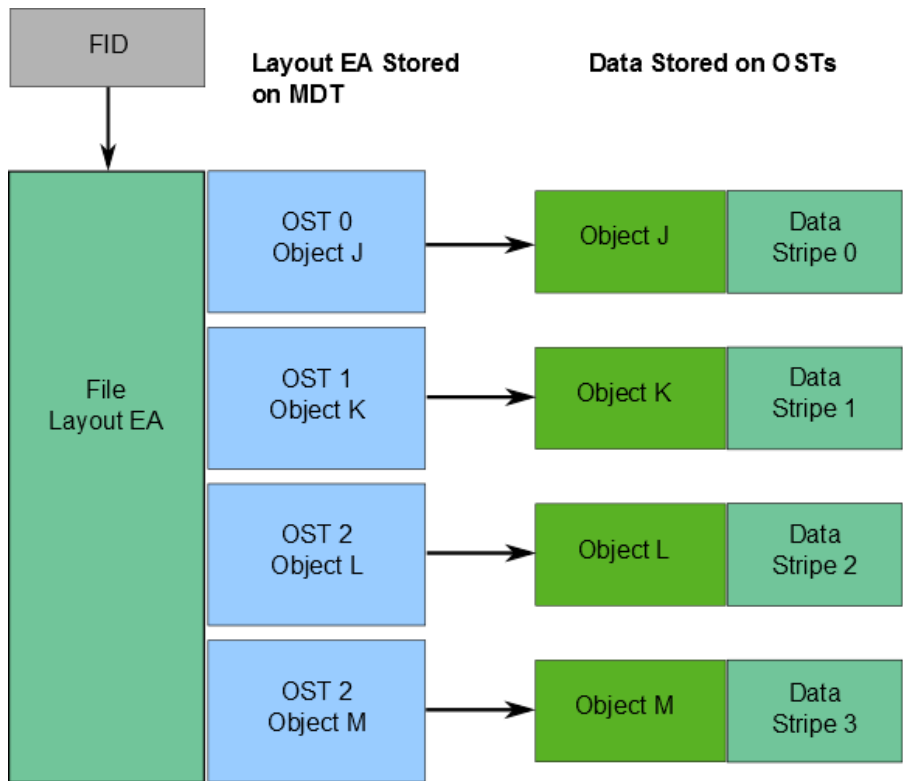 FID
Layout EA Stored
on MDT
Data Stored on OSTs
File
Layout EA
OST 0
Object J
Object J
Data
Stripe 0
OST 1
Object K
Object K
Data
Stripe 1
OST 2
Object L
Object L
Data
Stripe 2
OST 2
Object M
Object M
Data
Stripe 3